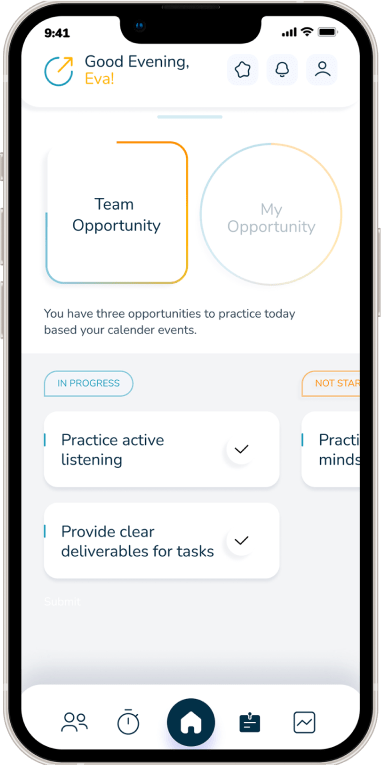 9:41
Good Evening,
Eva!
Team
Opportunity
My
Opportunity
You have three opportunities to practice today
based your calender events.
IN PROGRESS
NOT STAR
Practice active
listening
Practi
minds
Provide clear
deliverables for tasks
Submit